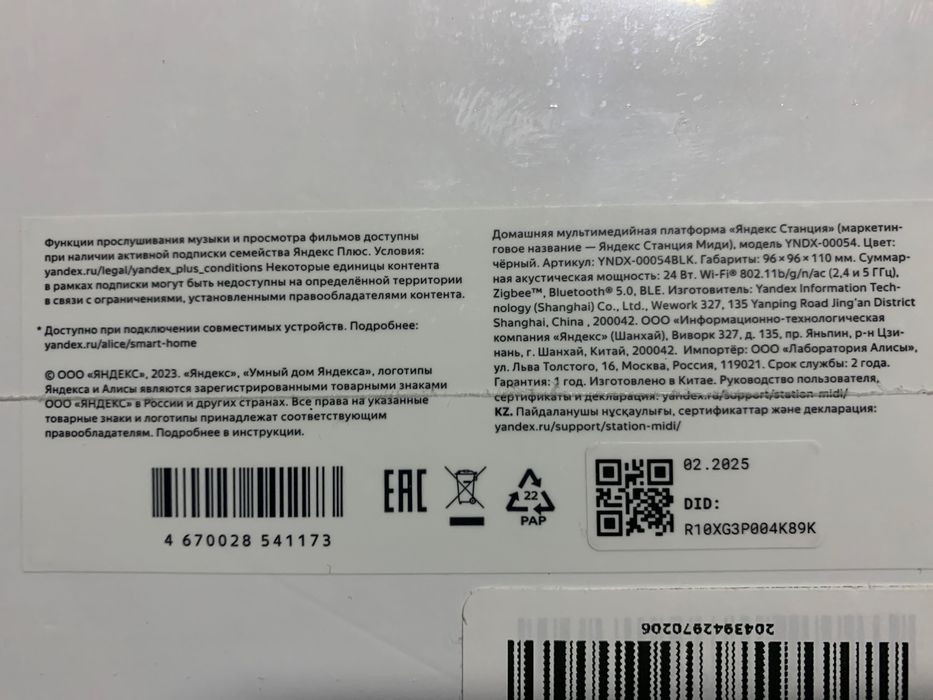 Функции прослушивания музыки и просмотра фильмов доступны
при наличии активной подписки семейства Яндекс Плюс. Условия:
yandex.ru/legal/yandex_plus_conditions Некоторые единицы контента
в рамках подписки могут быть недоступны на определённой территории
в связи с ограничениями, установленными правообладателями контента.
* Доступно при подключении совместимых устройств. Подробнее:
yandex.ru/alice/smart-home
© ООО «ЯНДЕКС», 2023. «Яндекс», «Умный дом Яндекса», логотипы
Яндекса и Алисы являются зарегистрированными товарными знаками
ООО «ЯНДЕКС» в России и других странах. Все права на указанные
товарные знаки и логотипы принадлежат соответствующим
правообладателям. Подробнее в инструкции.
4 670028 541173
EAC
22
PAP
Домашняя мультимедийная платформа «Яндекс Станция» (маркетин-
говое название — Яндекс Станция Миди), модель YNDX-00054. Цвет:
чёрный. Артикул: YNDX-00054BLK. Габариты: 96×96×110 мм. Суммар-
ная акустическая мощность: 24 Вт. Wi-Fi® 802.11b/g/n/ac (2,4 и 5 ГГц),
Zigbee™, Bluetooth® 5.0, BLE. Изготовитель: Yandex Information Tech-
nology (Shanghai) Co., Ltd., Wework 327, 135 Yanping Road Jing'an District
Shanghai, China , 200042. ООО «Информационно-технологическая
компания «Яндекс» (Шанхай), Виворк 327, д. 135, пр. Яньпин, р-н Цзи-
нань, г. Шанхай, Китай, 200042. Импортёр: ООО «Лаборатория Алисы»,
ул. Льва Толстого, 16, Москва, Россия, 119021. Срок службы: 2 года.
Гарантия: 1 год. Изготовлено в Китае. Руководство пользователя,
сертификаты и декларация: yandex.ru/support/station-midi/
KZ. Пайдаланушы нұсқаулығы, сертификаттар және декларация:
yandex.ru/support/station-midi/
02.2025
DID:
R10XG3P004K89K
2043942970206